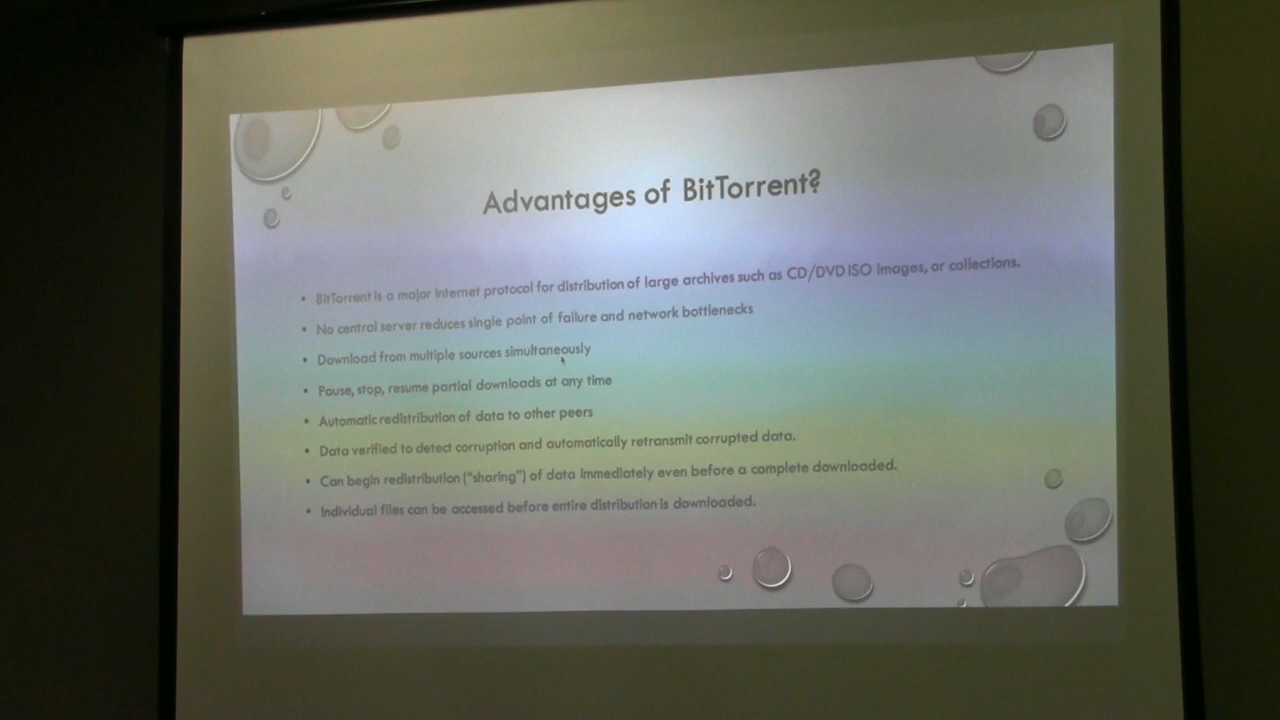 Advantages of BitTorrent?
• BitTorrent is a major Internet protocol for distribution of large archives such as CD/DVD ISO images, or collections.
• No central server reduces single point of failure and network bottlenecks
• Download from multiple sources simultaneously
• Pause, stop, resume partial downloads at any time
• Automatic redistribution of data to other peers
• Data verified to detect corruption and automatically retransmit corrupted data.
• Can begin redistribution ("sharing") of data immediately even before a complete downloaded.
• Individual files can be accessed before entire distribution is downloaded.